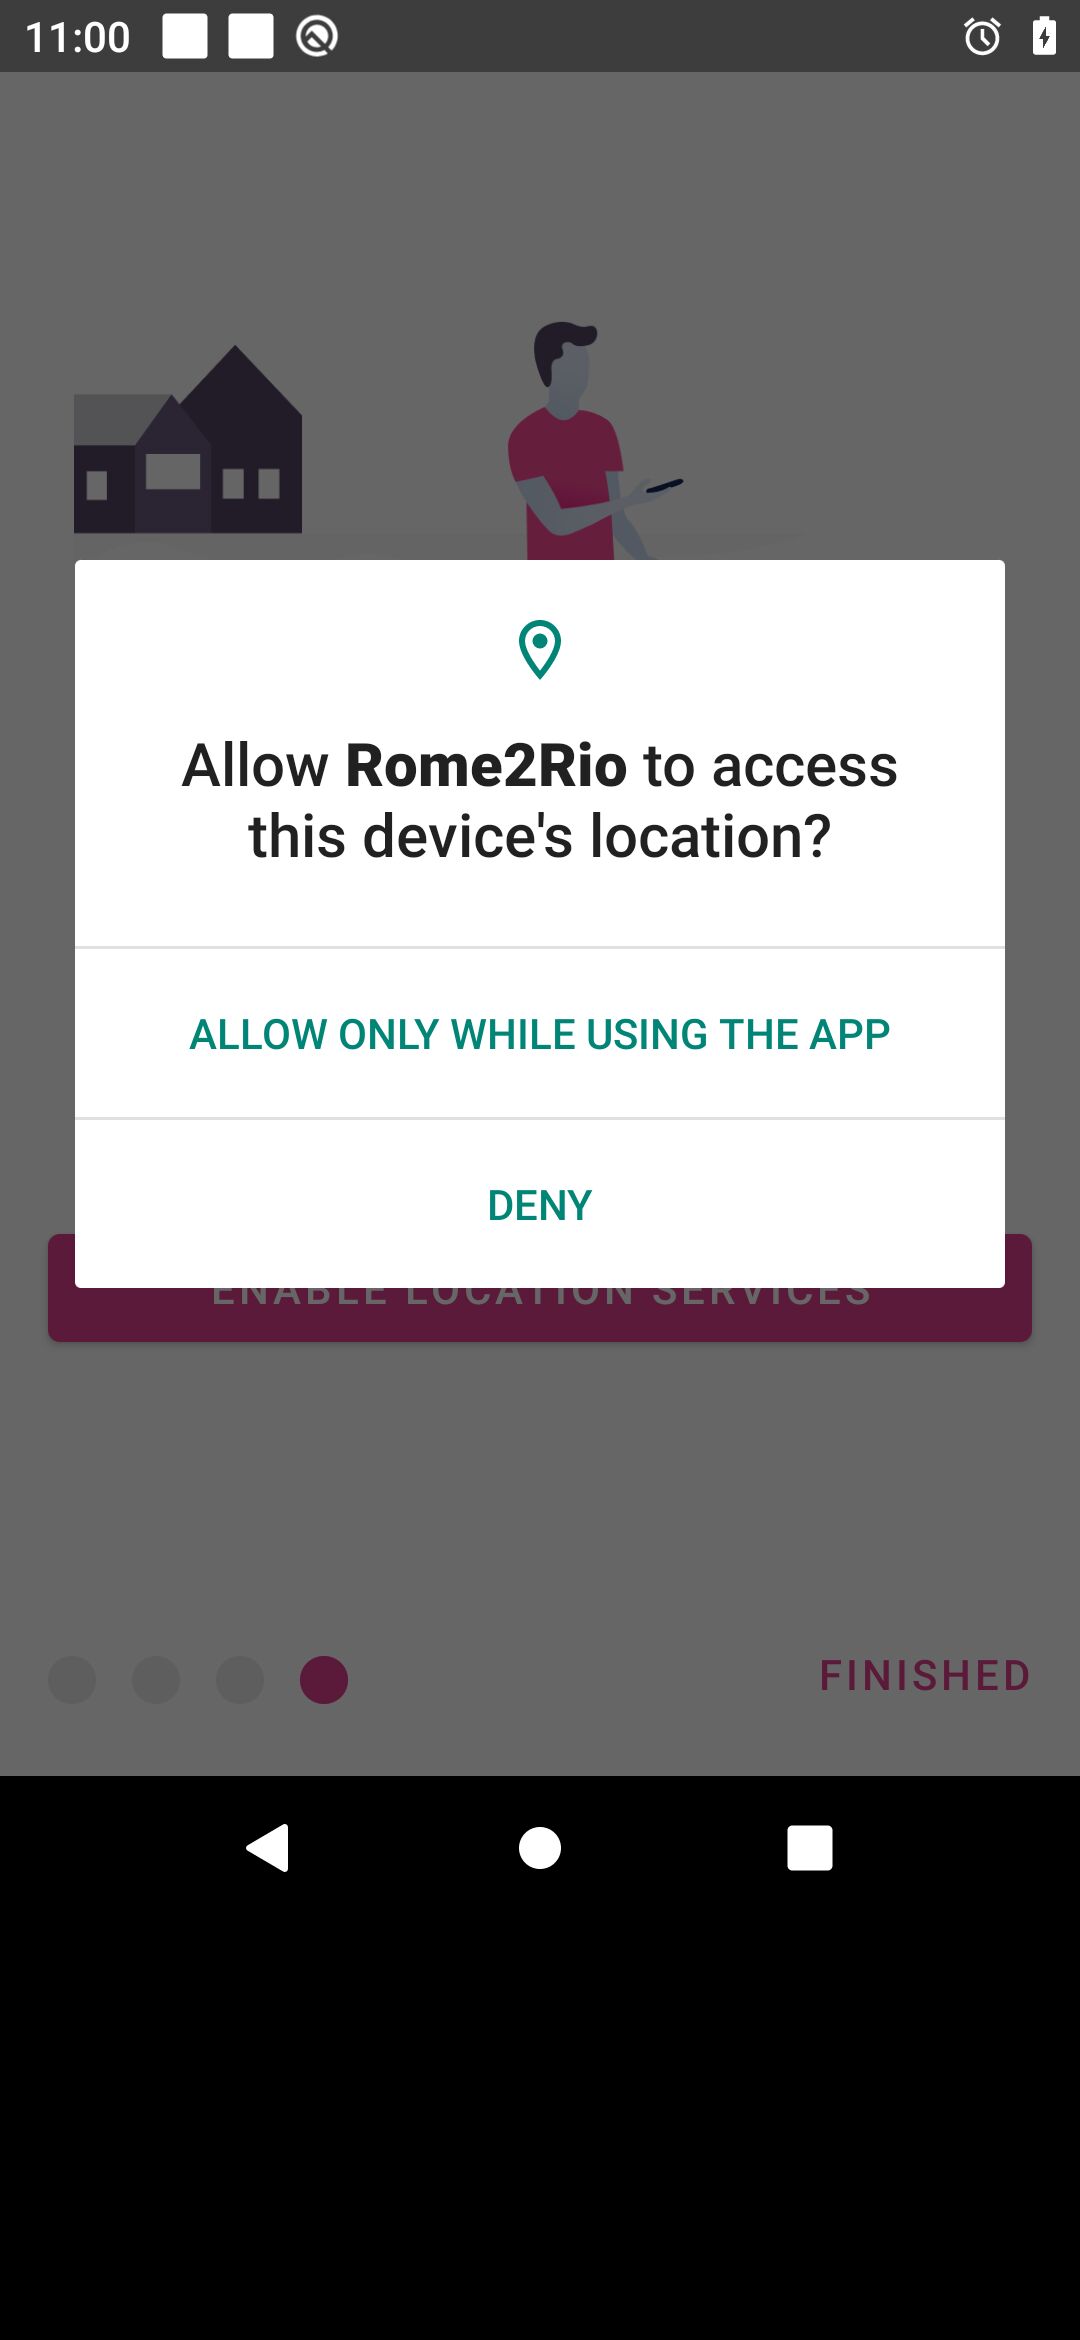 11:00
Allow Rome2Rio to access
this device's location?
ALLOW ONLY WHILE USING THE APP
DENY
ENABLE LOCATION SERVICES
FINISHED